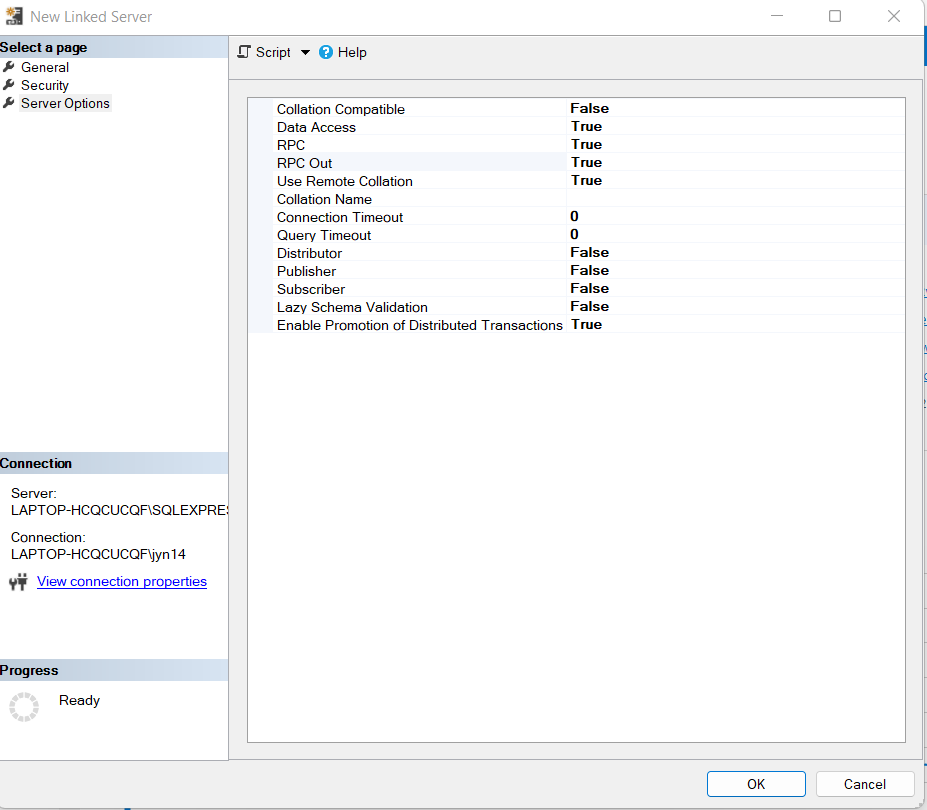 New Linked Server
Select a page
General
Security
Server Options
Script
Help
Collation Compatible False
Data Access True
RPC True
RPC Out True
Use Remote Collation True
Collation Name
Connection Timeout 0
Query Timeout 0
Distributor False
Publisher False
Subscriber False
Lazy Schema Validation False
Enable Promotion of Distributed Transactions True
Connection
Server:
LAPTOP-HCQCUCQF\SQLEXPRES
Connection:
LAPTOP-HCQCUCQF\jyn14
View connection properties
Progress
Ready
OK
Cancel